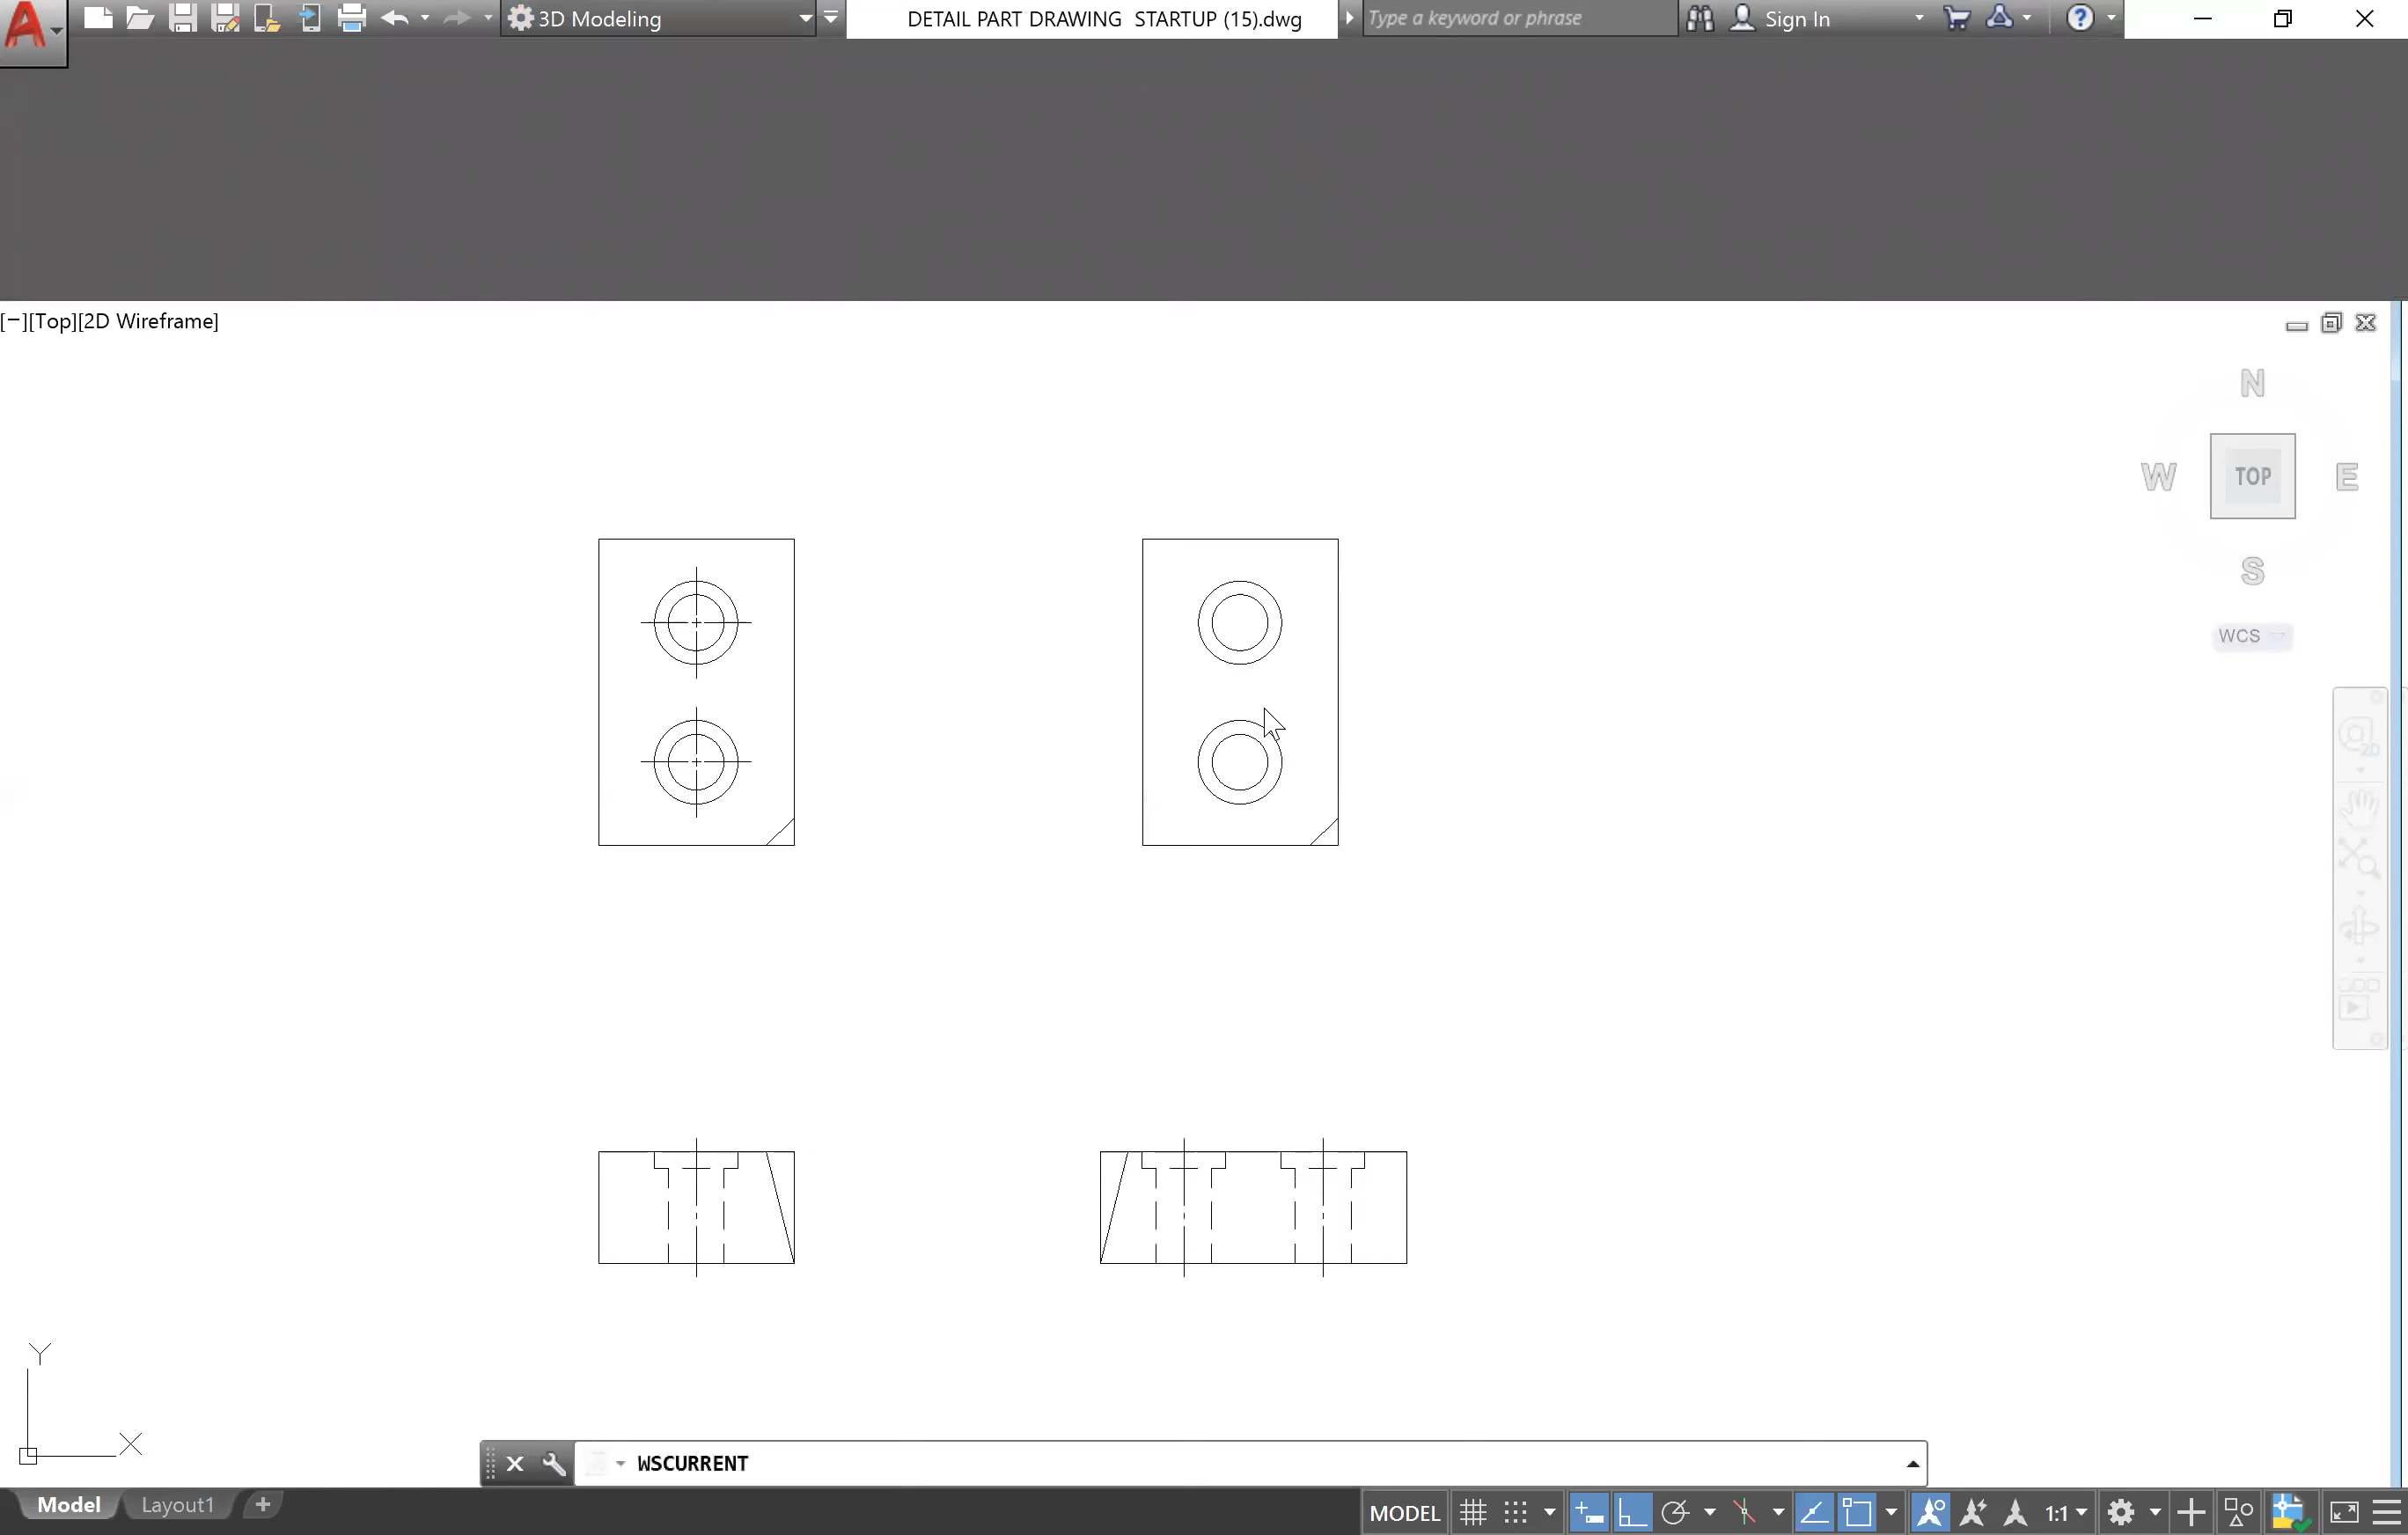 3D Modeling
DETAIL PART DRAWING STARTUP (15).dwg
Type a keyword or phrase
Sign In
[−][Top][2D Wireframe]
N
W
TOP
E
S
WCS
2D
Y
X
WSCURRENT
Model
Layout1
MODEL
1:1